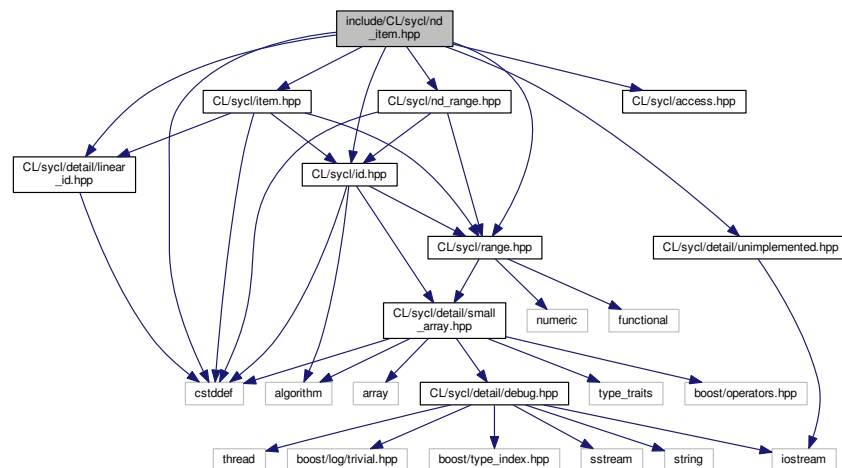 include/CL/sycl/nd
_item.hpp
CL/sycl/item.hpp
CL/sycl/nd_range.hpp
CL/sycl/access.hpp
CL/sycl/detail/linear
_id.hpp
CL/sycl/id.hpp
CL/sycl/range.hpp
CL/sycl/detail/unimplemented.hpp
CL/sycl/detail/small
_array.hpp
numeric
functional
cstddef
algorithm
array
CL/sycl/detail/debug.hpp
type_traits
boost/operators.hpp
thread
boost/log/trivial.hpp
boost/type_index.hpp
sstream
string
iostream